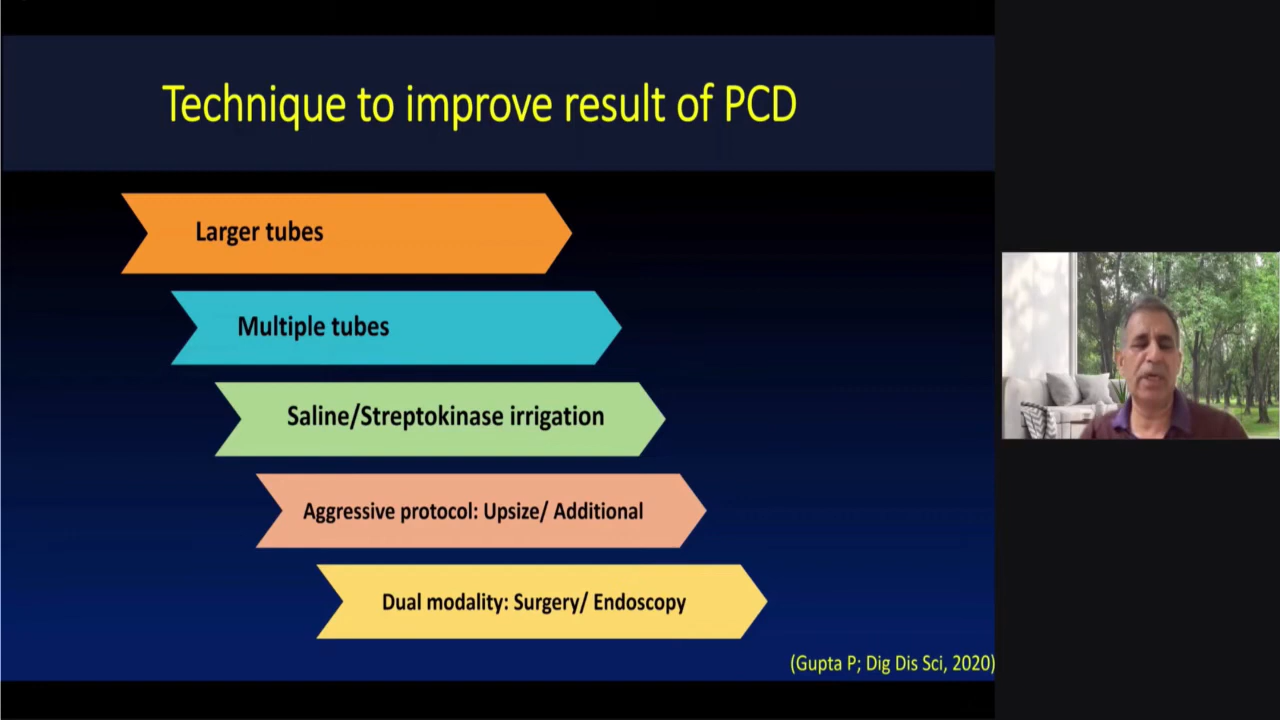 Technique to improve result of PCD
Larger tubes
Multiple tubes
Saline/Streptokinase irrigation
Aggressive protocol: Upsize/ Additional
Dual modality: Surgery/ Endoscopy
(Gupta P; Dig Dis Sci, 2020)